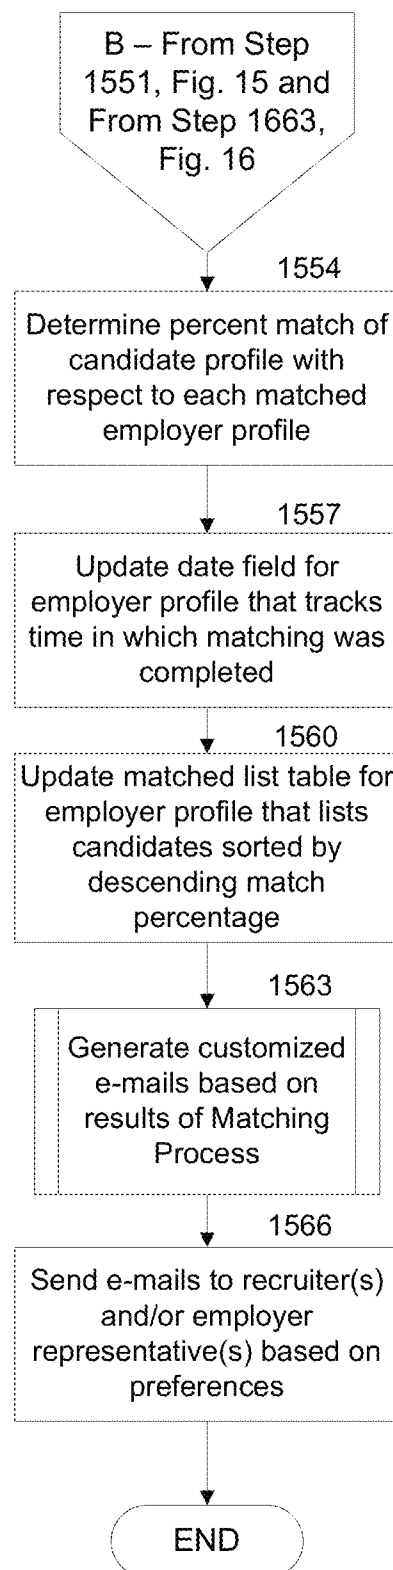 B – From Step
1551, Fig. 15 and
From Step 1663,
Fig. 16
1554
Determine percent match of
candidate profile with
respect to each matched
employer profile
1557
Update date field for
employer profile that tracks
time in which matching was
completed
1560
Update matched list table for
employer profile that lists
candidates sorted by
descending match
percentage
1563
Generate customized
e-mails based on
results of Matching
Process
1566
Send e-mails to recruiter(s)
and/or employer
representative(s) based on
preferences
END